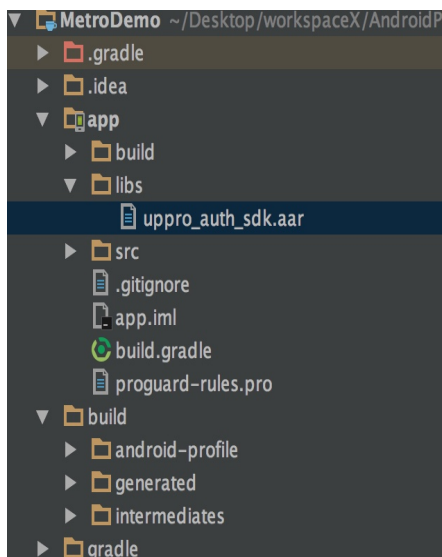 MetroDemo ~/Desktop/workspaceX/AndroidP
.gradle
.idea
app
build
libs
uppro_auth_sdk.aar
src
.gitignore
app.iml
build.gradle
proguard-rules.pro
build
android-profile
generated
intermediates
gradle